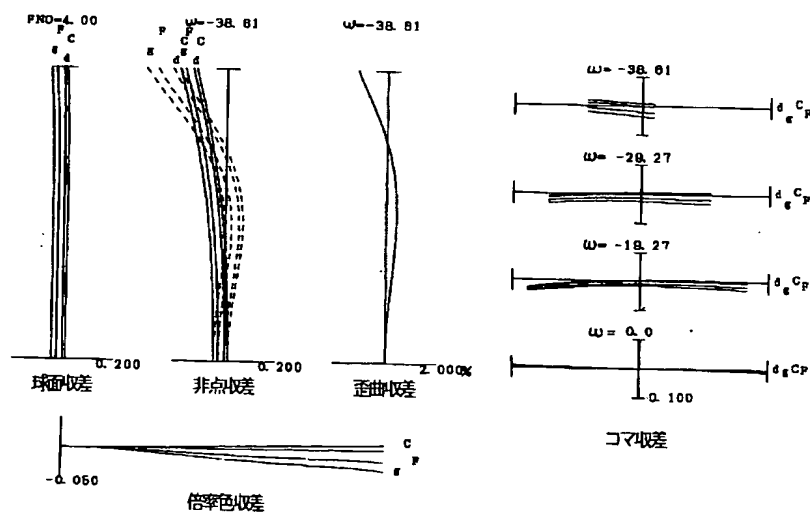 FNO=4.00
F
g C
d
0.200
球面収差
ω=-38.61
F
F
g
C
g C
d d
0.200
非点収差
ω=-38.61
2.000%
歪曲収差
ω=-38.61
d g C F
ω= -29.27
d g C F
ω= -18.27
d g C F
ω= 0.0
d g C F
0.100
コマ収差
C
F
g
-0.050
倍率色収差